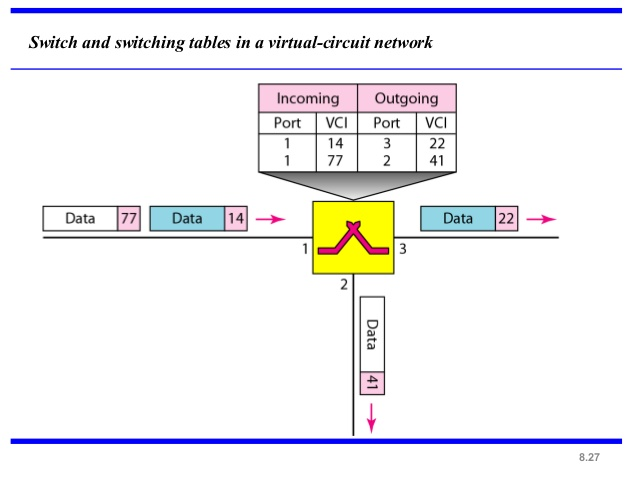 Switch and switching tables in a virtual-circuit network
Incoming Outgoing
Port VCI Port VCI
1 14 3 22
1 77 2 41
Data 77 Data 14 Data 22
1 3
2
Data 41
8.27